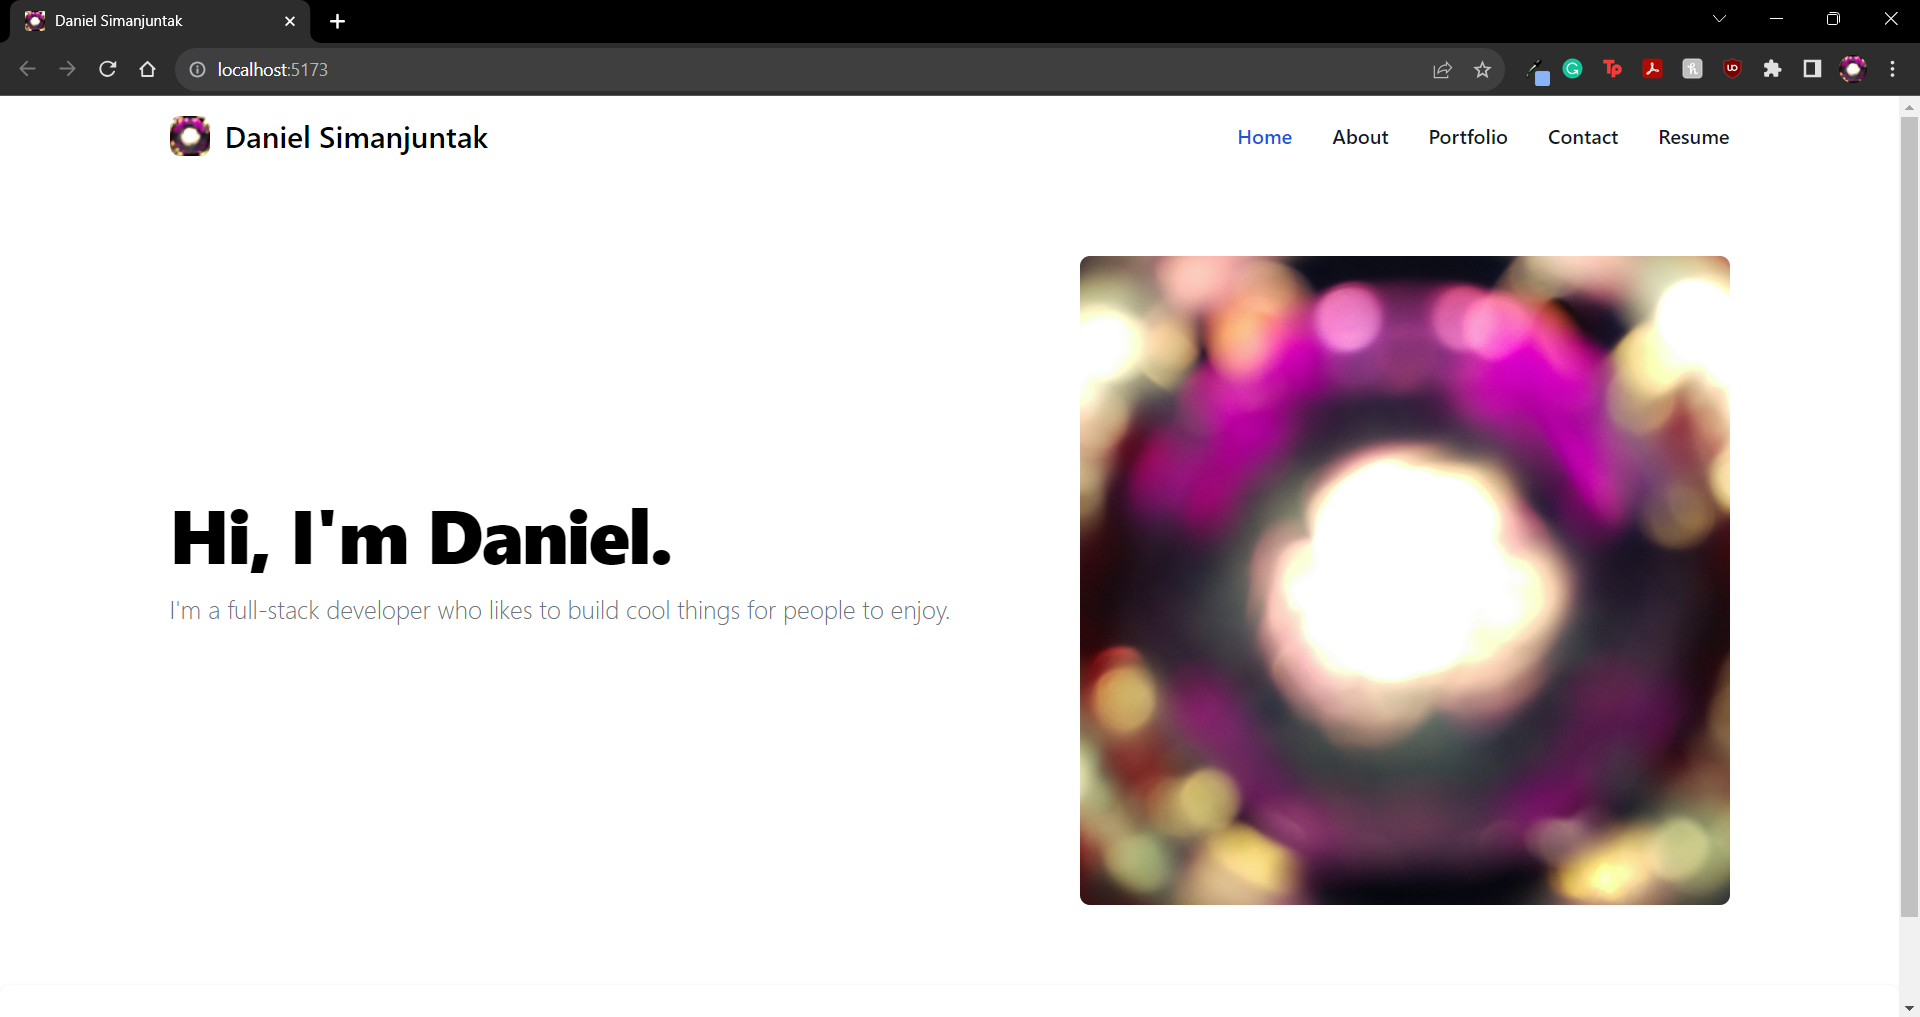 Daniel Simanjuntak
localhost:5173
Daniel Simanjuntak
Home About Portfolio Contact Resume
Hi, I'm Daniel.
I'm a full-stack developer who likes to build cool things for people to enjoy.